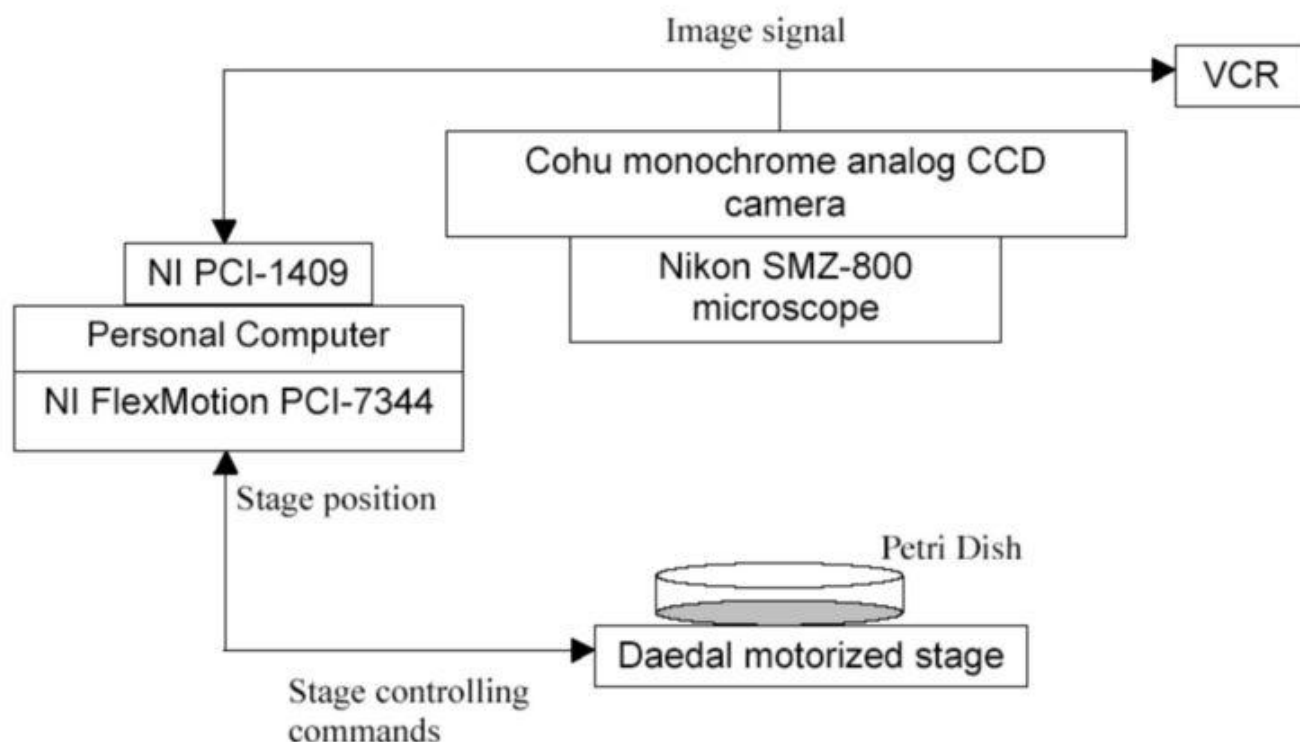 Image signal
VCR
Cohu monochrome analog CCD
camera
Nikon SMZ-800
microscope
NI PCI-1409
Personal Computer
NI FlexMotion PCI-7344
Stage position
Petri Dish
Daedal motorized stage
Stage controlling
commands